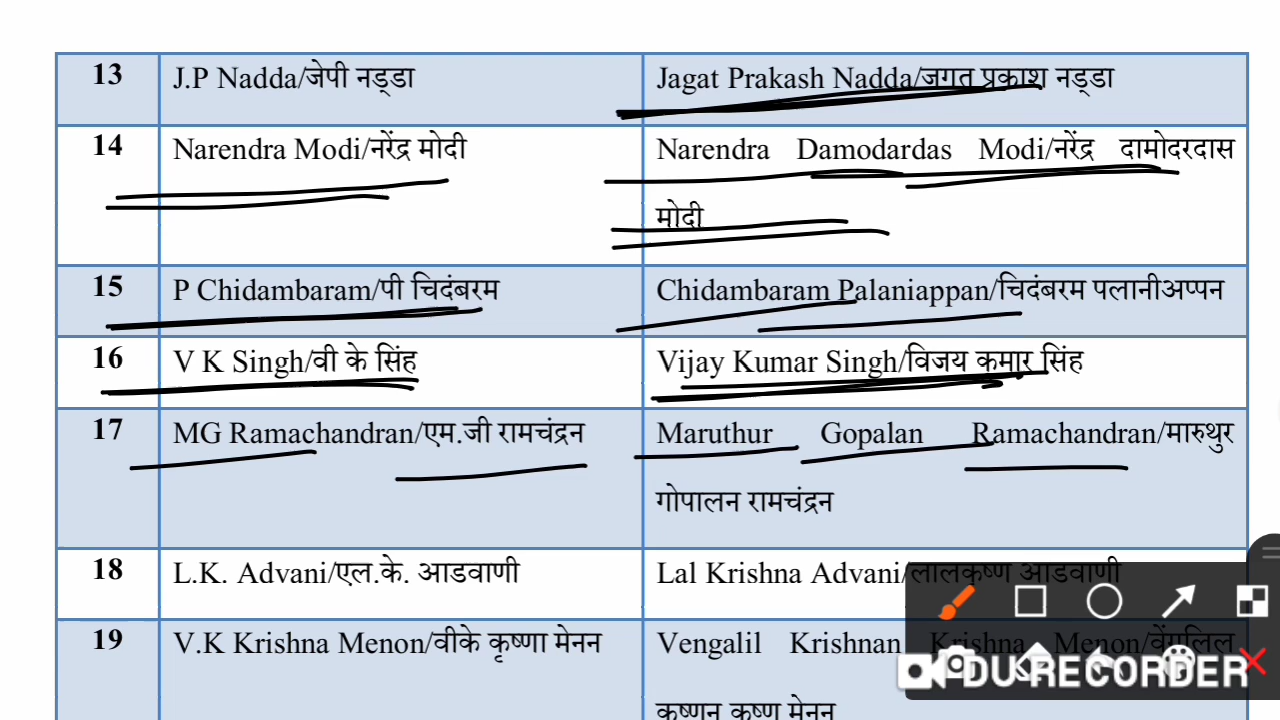 13 J.P Nadda/जेपी नड्डा Jagat Prakash Nadda/जगत प्रकाश नड्डा
14 Narendra Modi/नरेंद्र मोदी Narendra Damodardas Modi/नरेंद्र दामोदरदास
मोदी
15 P Chidambaram/पी चिदंबरम Chidambaram Palaniappan/चिदंबरम पलानीअप्पन
16 V K Singh/वी के सिंह Vijay Kumar Singh/विजय कुमार सिंह
17 MG Ramachandran/एम.जी रामचंद्रन Maruthur Gopalan Ramachandran/मारुथुर
गोपालन रामचंद्रन
18 L.K. Advani/एल.के. आडवाणी Lal Krishna Advani/लालकृष्ण आडवाणी
19 V.K Krishna Menon/वीके कृष्णा मेनन Vengalil Krishnan Krishna Menon/वेंगलिल
कृष्णन कृष्ण मेनन
DU RECORDER